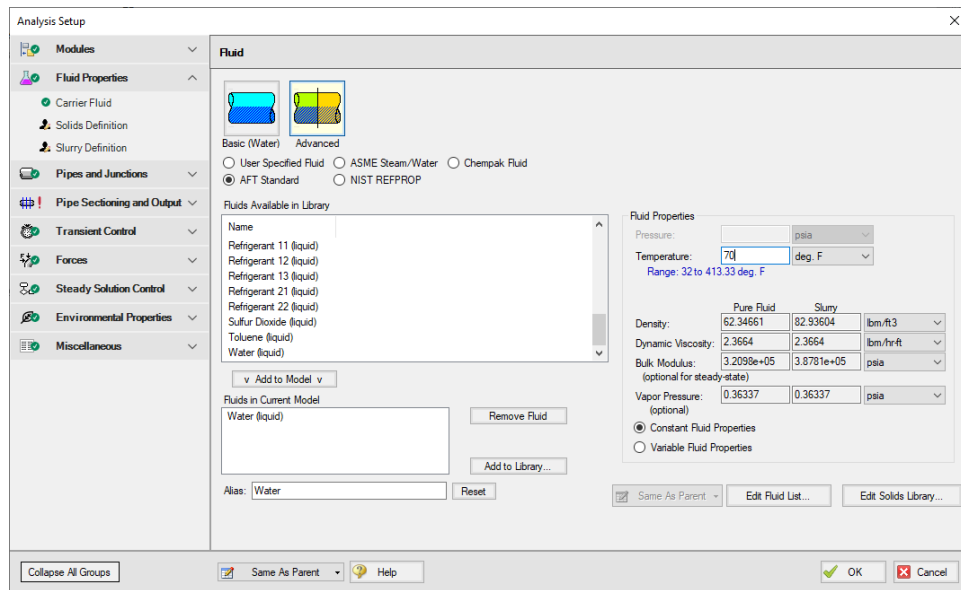 Analysis Setup
Modules
Fluid Properties
Carrier Fluid
Solids Definition
Slurry Definition
Pipes and Junctions
Pipe Sectioning and Output
Transient Control
Forces
Steady Solution Control
Environmental Properties
Miscellaneous
Collapse All Groups
Fluid
Basic (Water) Advanced
User Specified Fluid ASME Steam/Water Chempak Fluid
AFT Standard NIST REFPROP
Fluids Available in Library
Name
Refrigerant 11 (liquid)
Refrigerant 12 (liquid)
Refrigerant 13 (liquid)
Refrigerant 21 (liquid)
Refrigerant 22 (liquid)
Sulfur Dioxide (liquid)
Toluene (liquid)
Water (liquid)
v Add to Model v
Fluids in Current Model
Water (liquid)
Remove Fluid
Add to Library...
Alias: Water Reset
Fluid Properties
Pressure: psia
Temperature: 70 deg. F
Range: 32 to 413.33 deg. F
Pure Fluid Slurry
Density: 62.34661 82.93604 lbm/ft3
Dynamic Viscosity: 2.3664 2.3664 lbm/hr-ft
Bulk Modulus: 3.2098e+05 3.8781e+05 psia
(optional for steady-state)
Vapor Pressure: 0.36337 0.36337 psia
(optional)
Constant Fluid Properties
Variable Fluid Properties
Same As Parent Edit Fluid List... Edit Solids Library...
Same As Parent Help OK Cancel